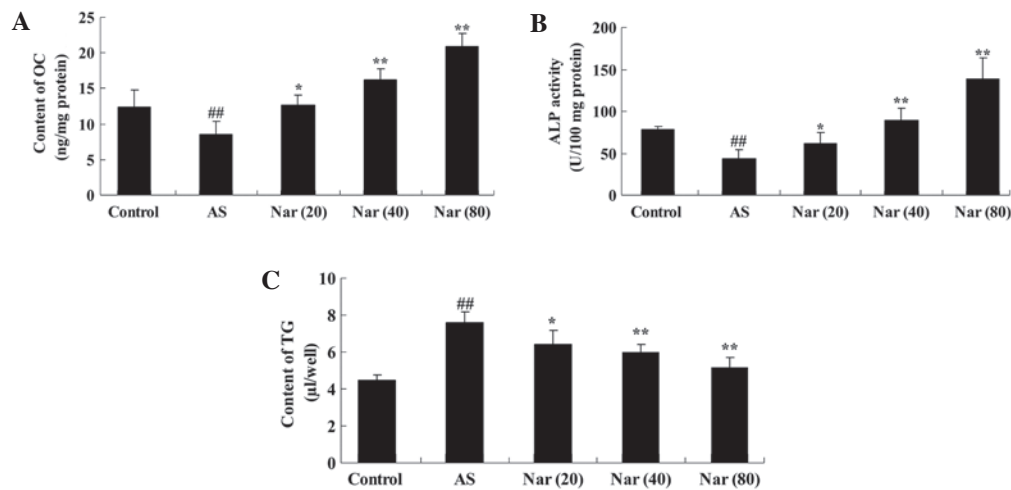 A
Content of OC
(ng/mg protein)
25
20
15
10
5
0
##
*
**
**
Control AS Nar (20) Nar (40) Nar (80)
B
ALP activity
(U/100 mg protein)
200
150
100
50
0
##
*
**
**
Control AS Nar (20) Nar (40) Nar (80)
C
Content of TG
(µl/well)
10
8
6
4
2
0
##
*
**
**
Control AS Nar (20) Nar (40) Nar (80)